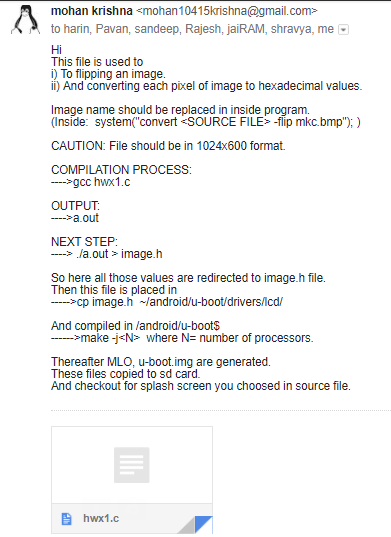 mohan krishna <mohan10415krishna@gmail.com>
to harin, Pavan, sandeep, Rajesh, jaiRAM, shravya, me
Hi
This file is used to
i) To flipping an image.
ii) And converting each pixel of image to hexadecimal values.
Image name should be replaced in inside program.
(Inside: system("convert <SOURCE FILE> -flip mkc.bmp"); )
CAUTION: File should be in 1024x600 format.
COMPILATION PROCESS:
---->gcc hwx1.c
OUTPUT:
---->a.out
NEXT STEP:
----> ./a.out > image.h
So here all those values are redirected to image.h file.
Then this file is placed in
----->cp image.h ~/android/u-boot/drivers/lcd/
And compiled in /android/u-boot$
------>make -j<N> where N= number of processors.
Thereafter MLO, u-boot.img are generated.
These files copied to sd card.
And checkout for splash screen you choosed in source file.
hwx1.c